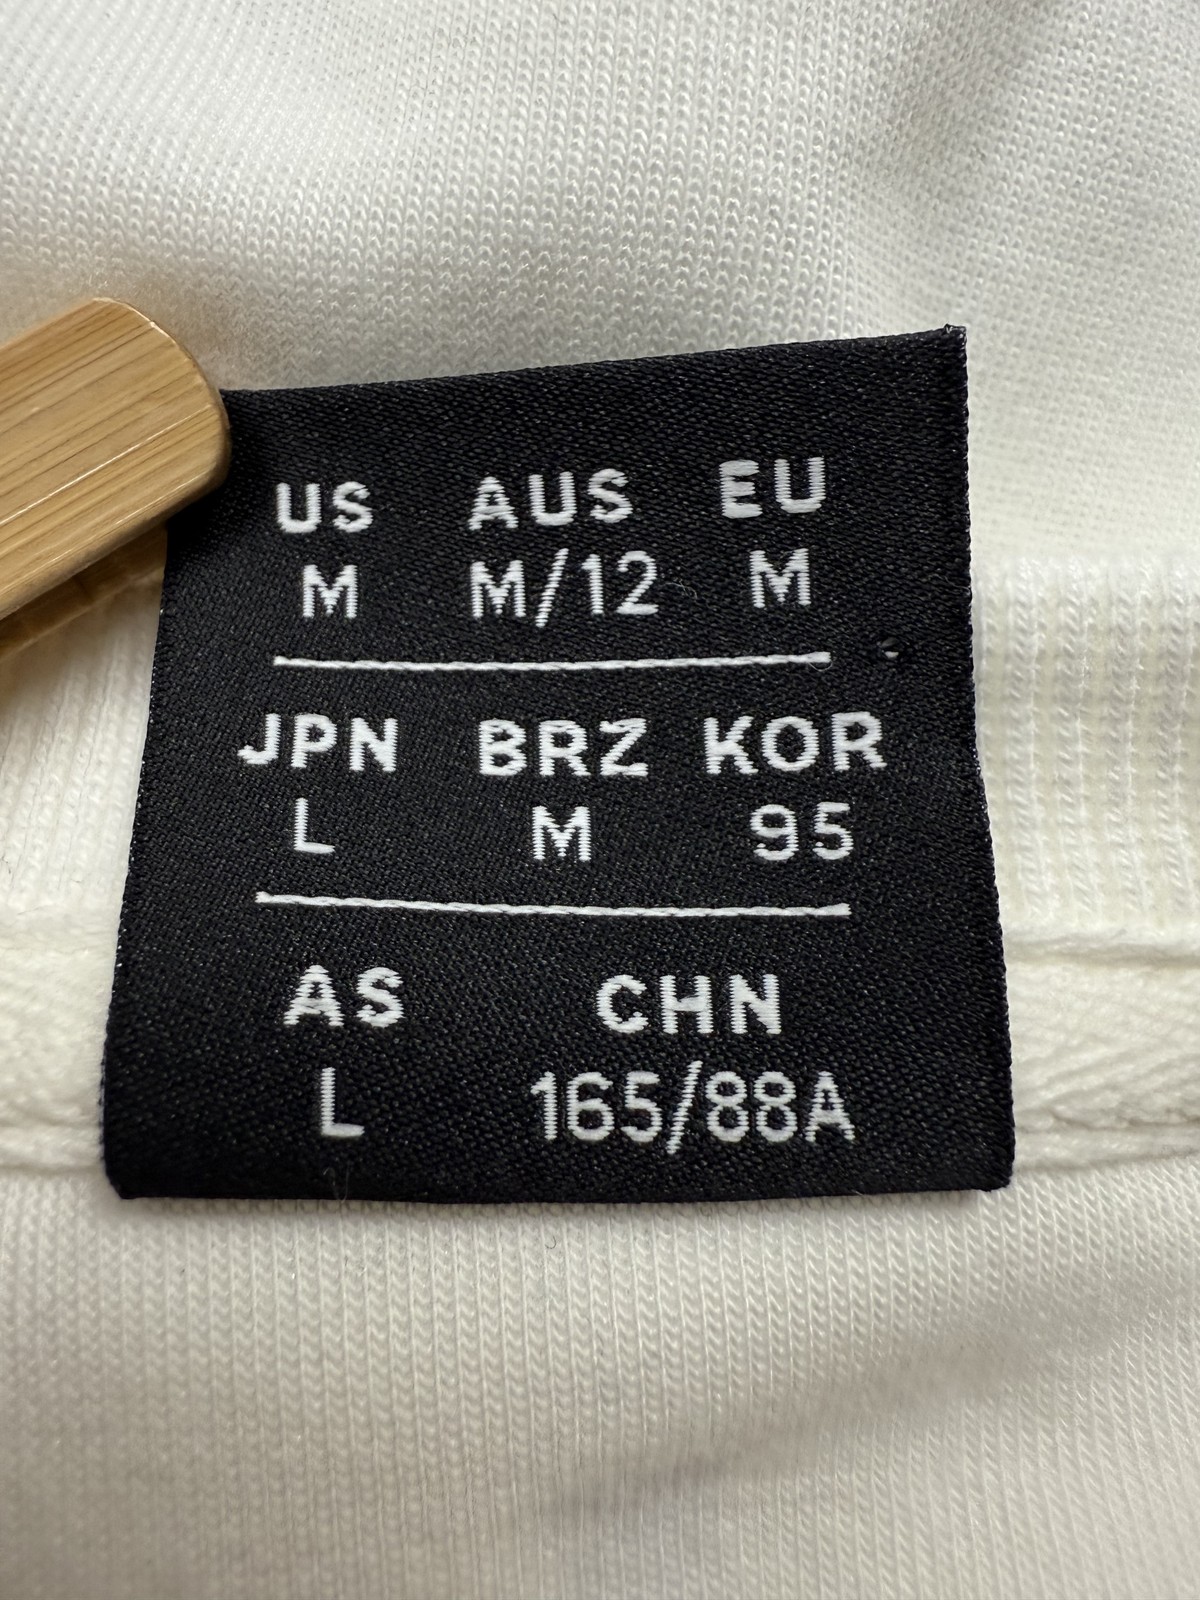 US AUS EU
M M/12 M
JPN BRZ KOR
L M 95
AS CHN
L 165/88A